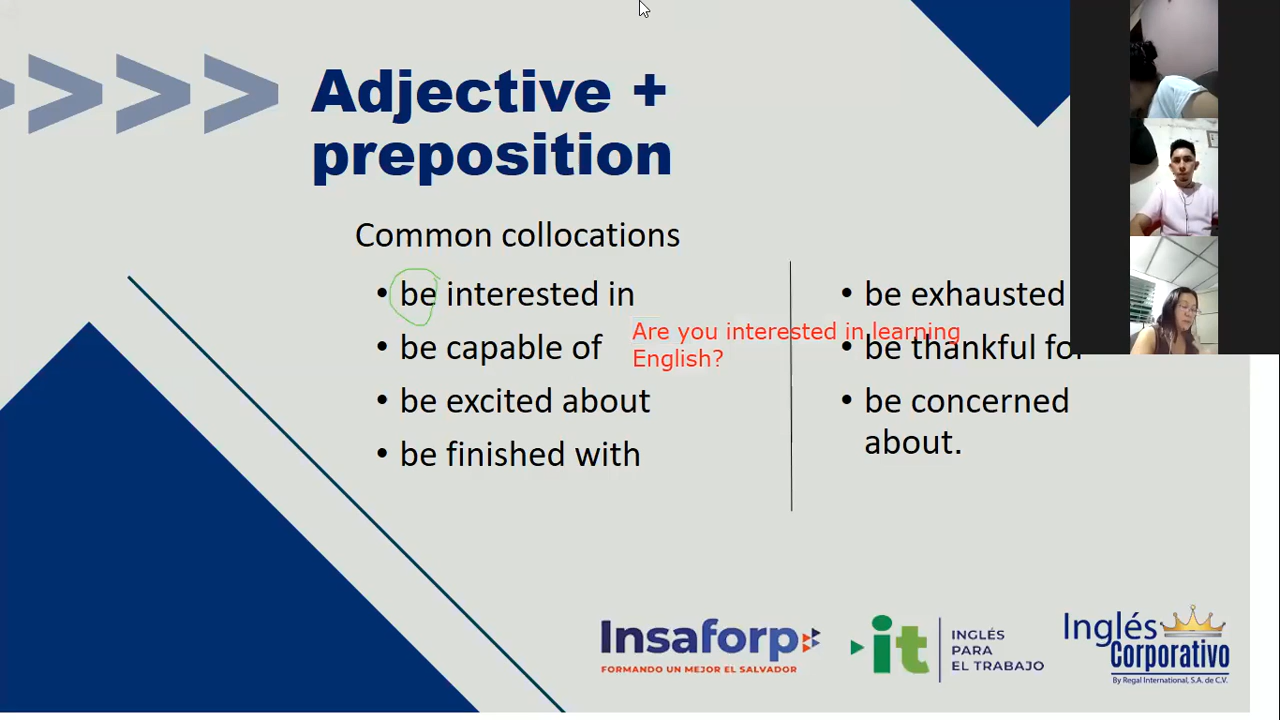 Adjective +
preposition
Common collocations
• be interested in
• be capable of
• be excited about
• be finished with
Are you interested in learning
English?
• be exhausted
• be thankful for
• be concerned
about.
Insaforp
FORMANDO UN MEJOR EL SALVADOR
it
INGLÉS
PARA
EL TRABAJO
Inglés
Corporativo
By Regal International, S.A. de C.V.